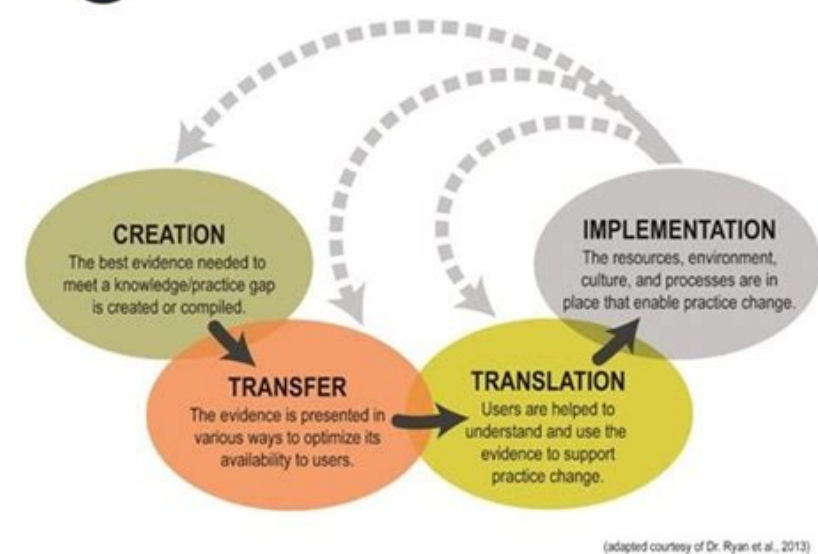 CREATION
The best evidence needed to
meet a knowledge/practice gap
is created or compiled.
TRANSFER
The evidence is presented in
various ways to optimize its
availability to users.
TRANSLATION
Users are helped to
understand and use the
evidence to support
practice change.
IMPLEMENTATION
The resources, environment,
culture, and processes are in
place that enable practice change.
(adapted courtesy of Dr. Ryan et al., 2013)